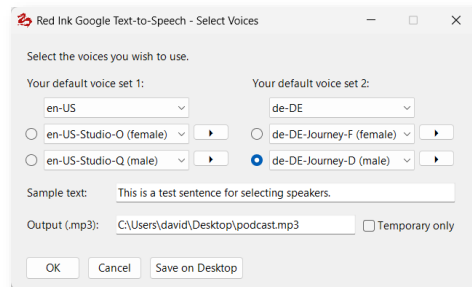 Red Ink Google Text-to-Speech - Select Voices
Select the voices you wish to use.
Your default voice set 1: Your default voice set 2:
en-US de-DE
en-US-Studio-O (female) de-DE-Journey-F (female)
en-US-Studio-Q (male) de-DE-Journey-D (male)
Sample text: This is a test sentence for selecting speakers.
Output (.mp3): C:\Users\david\Desktop\podcast.mp3 Temporary only
OK Cancel Save on Desktop